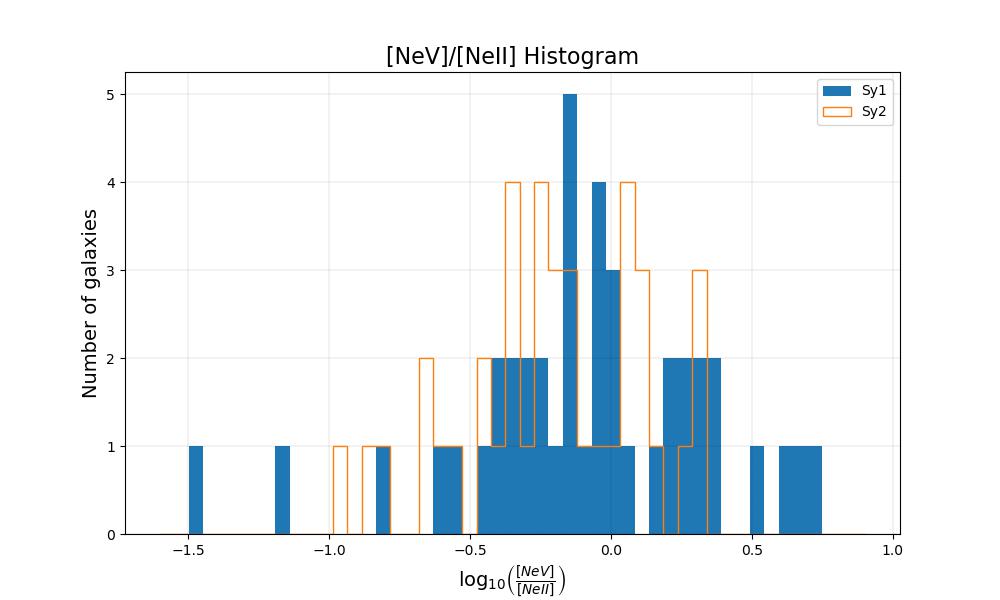 [NeV]/[NeII] Histogram
Sy1
Sy2
Number of galaxies
5
4
3
2
1
0
−1.5 −1.0 −0.5 0.0 0.5 1.0
log₁₀([NeV]/[NeII])